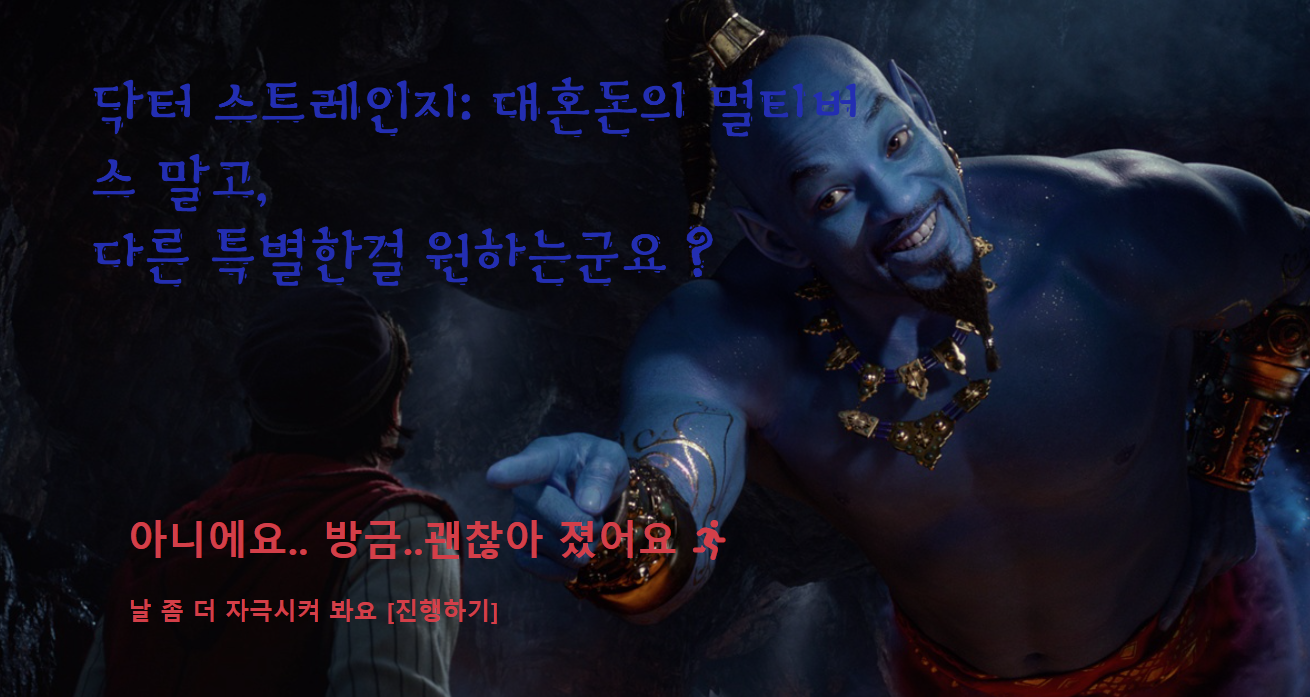 닥터 스트레인지: 대혼돈의 멀티버
스 말고,
다른 특별한걸 원하는군요 ?
아니에요.. 방금..괜찮아 졌어요
날 좀 더 자극시켜 봐요 [진행하기]